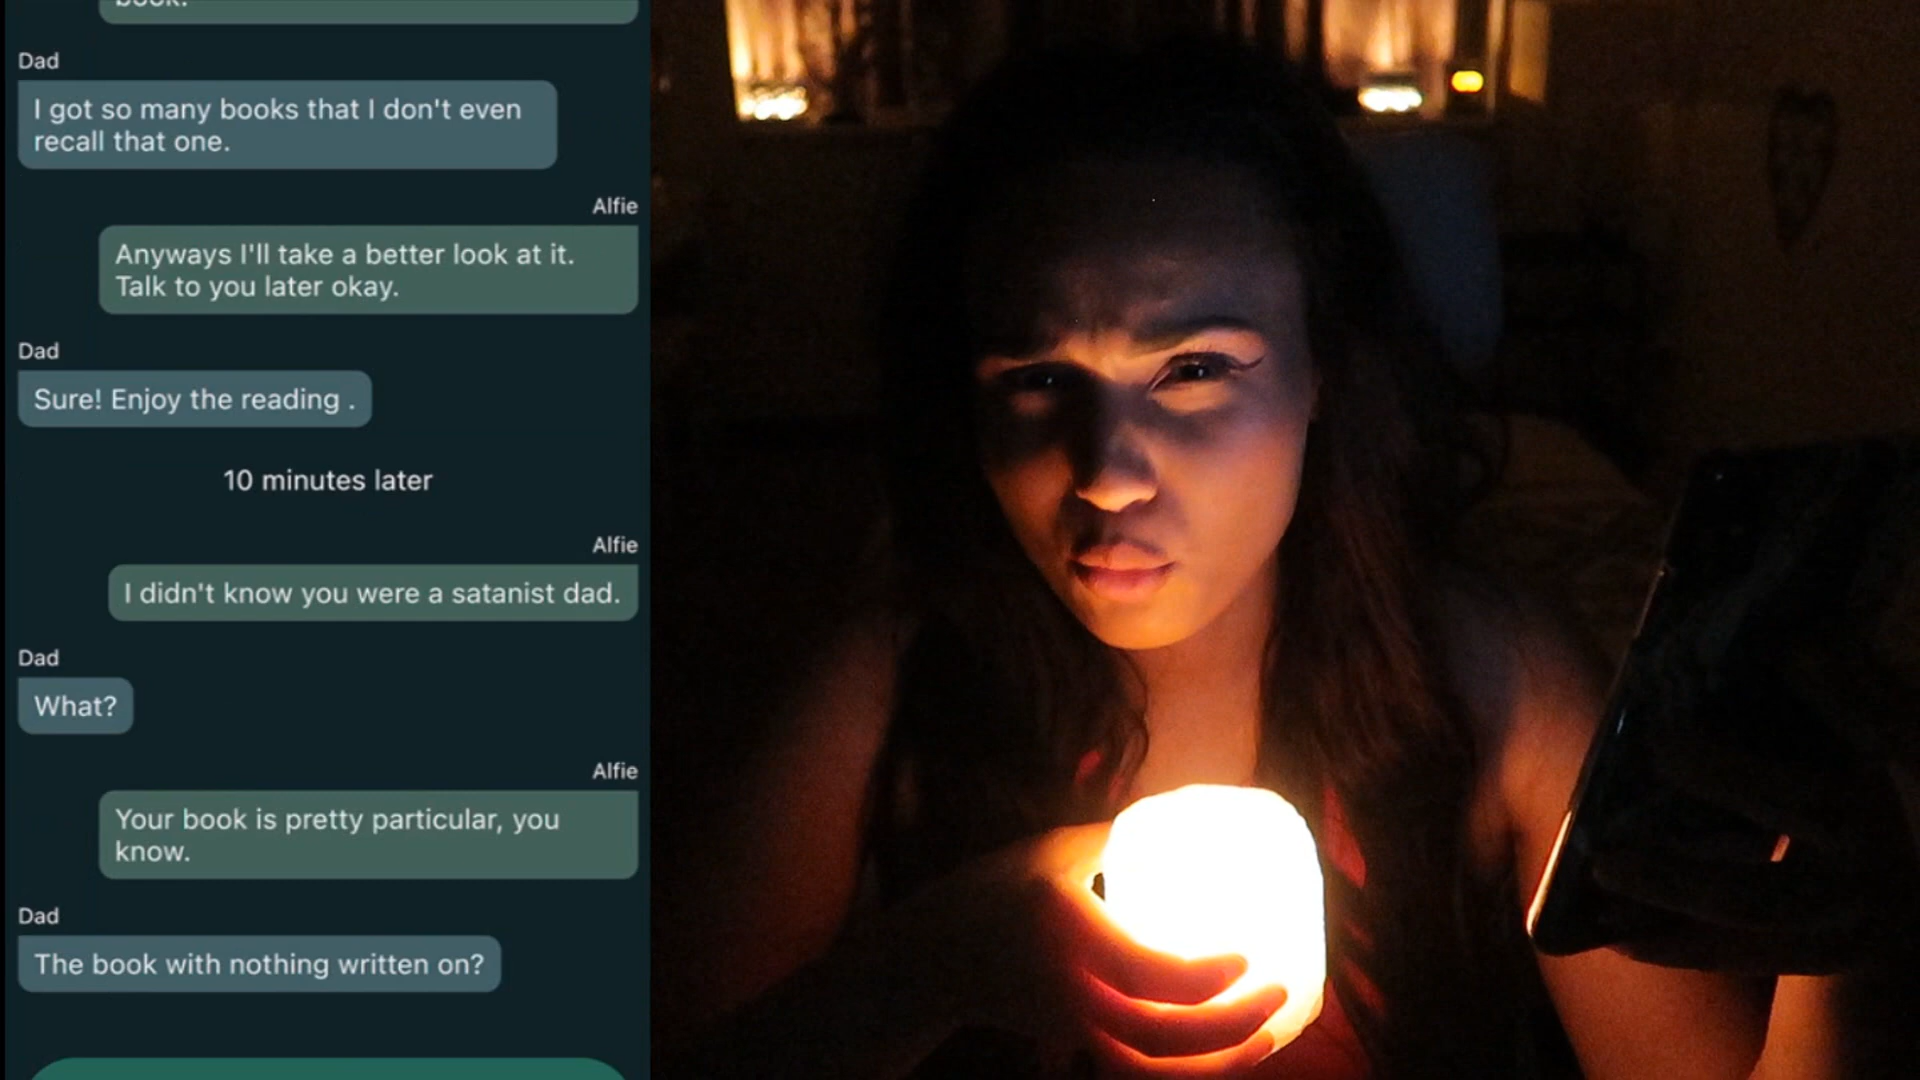 book.
Dad
I got so many books that I don't even
recall that one.
Alfie
Anyways I'll take a better look at it.
Talk to you later okay.
Dad
Sure! Enjoy the reading .
10 minutes later
Alfie
I didn't know you were a satanist dad.
Dad
What?
Alfie
Your book is pretty particular, you
know.
Dad
The book with nothing written on?